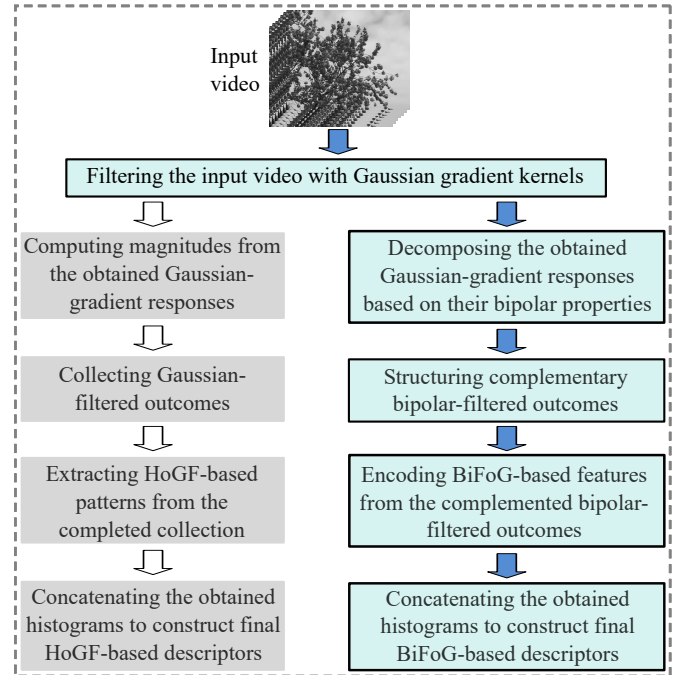 Input
video
Filtering the input video with Gaussian gradient kernels
Computing magnitudes from
the obtained Gaussian-
gradient responses
Collecting Gaussian-
filtered outcomes
Extracting HoGF-based
patterns from the
completed collection
Concatenating the obtained
histograms to construct final
HoGF-based descriptors
Decomposing the obtained
Gaussian-gradient responses
based on their bipolar properties
Structuring complementary
bipolar-filtered outcomes
Encoding BiFoG-based features
from the complemented bipolar-
filtered outcomes
Concatenating the obtained
histograms to construct final
BiFoG-based descriptors